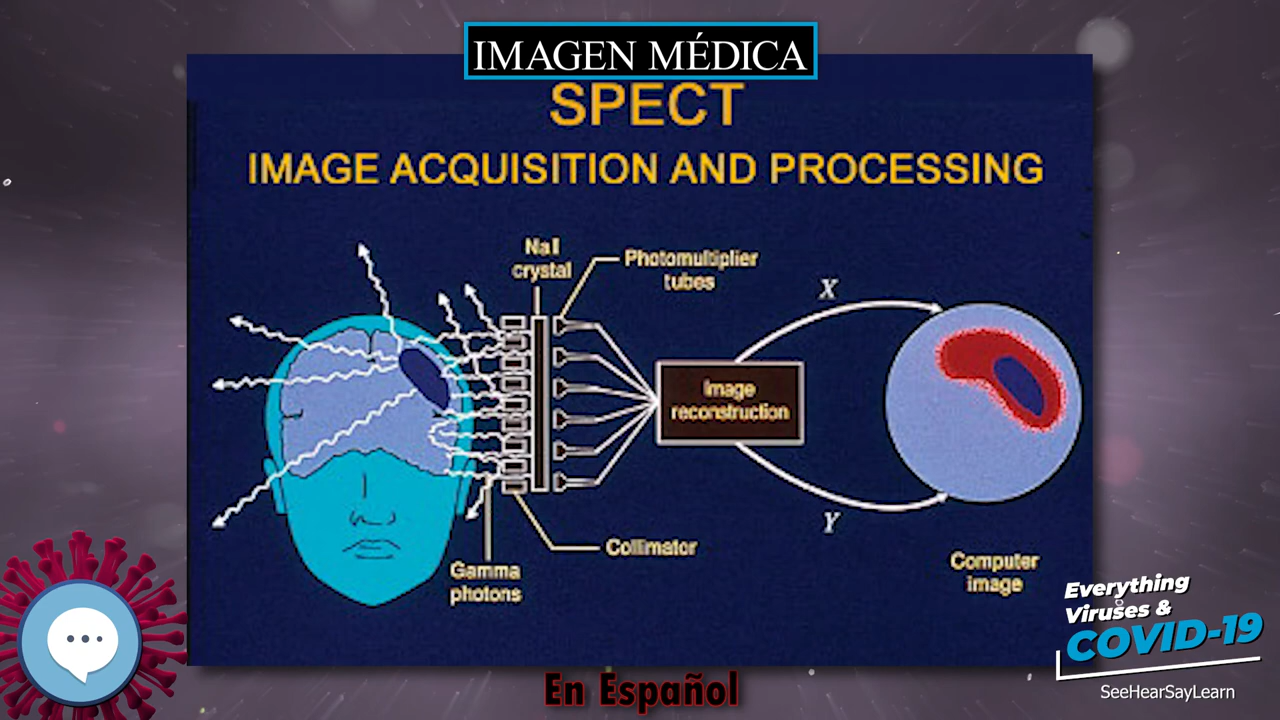 IMAGEN MÉDICA
SPECT
IMAGE ACQUISITION AND PROCESSING
NaI
crystal
Photomultiplier
tubes
X
Image
reconstruction
Y
Collimator
Gamma
photons
Computer
image
Everything
Viruses &
COVID-19
SeeHearSayLearn
En Español